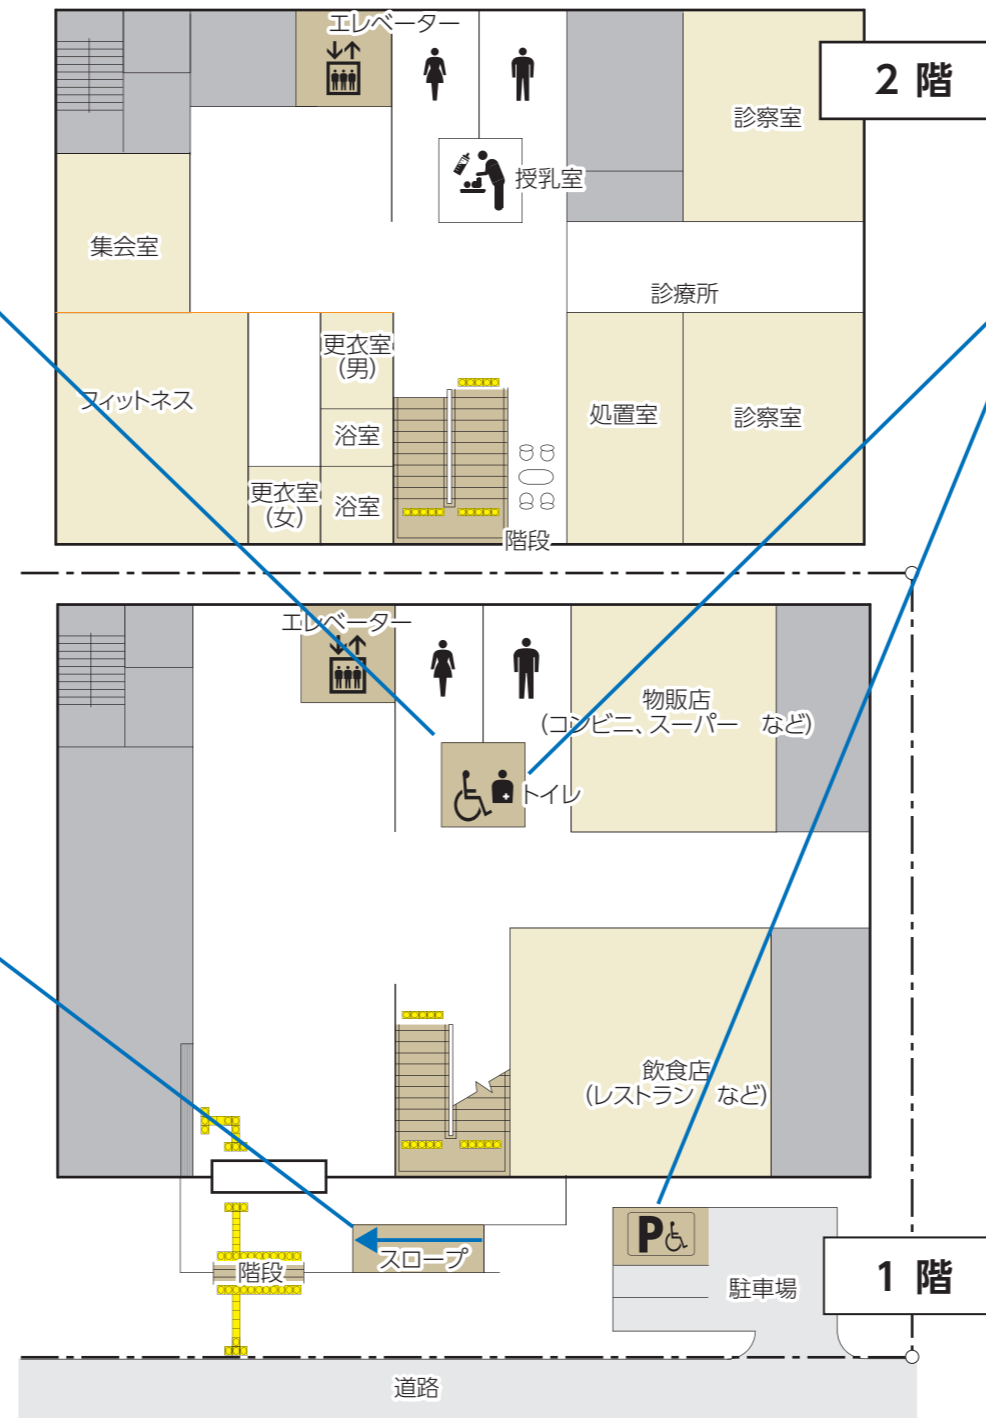 エレベーター
2 階
診察室
授乳室
集会室
診療所
更衣室
(男)
フィットネス
処置室
診察室
浴室
更衣室
(女)
浴室
階段
エレベーター
物販店
(コンビニ、スーパー　など)
トイレ
飲食店
(レストラン　など)
P
スロープ
階段
駐車場
1 階
道路